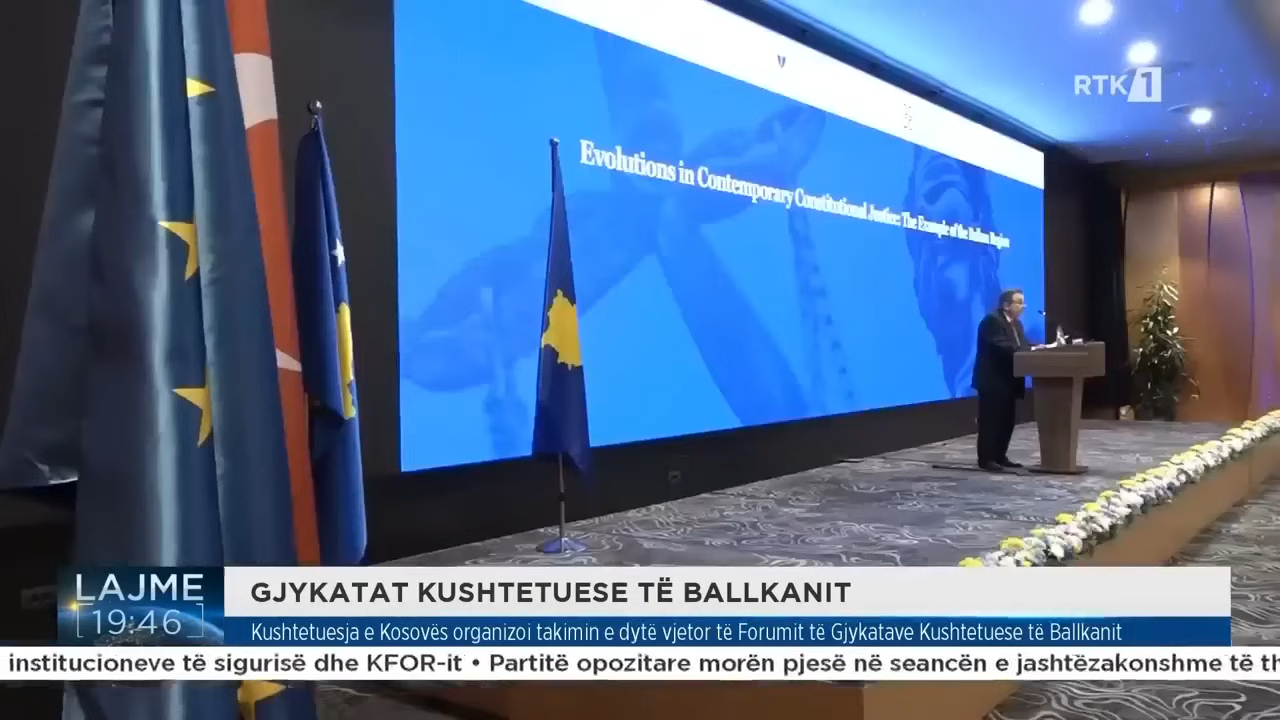 RTK 1
Evolutions in Contemporary Constitutional Justice: The Example of the Balkan Region
LAJME
19:46
GJYKATAT KUSHTETUESE TË BALLKANIT
Kushtetuesja e Kosovës organizoi takimin e dytë vjetor të Forumit të Gjykatave Kushtetuese të Ballkanit
institucioneve të sigurisë dhe KFOR-it • Partitë opozitare morën pjesë në seancën e jashtëzakonshme të th